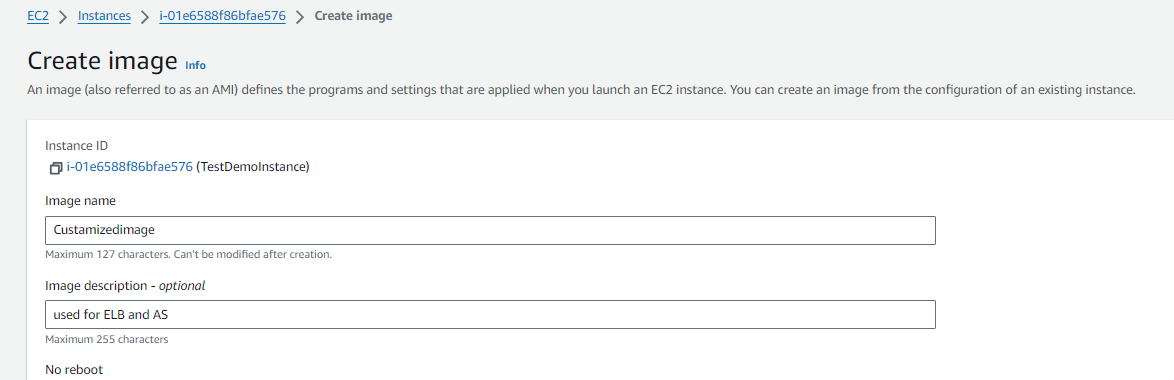 EC2 > Instances > i-01e6588f86bfae576 > Create image
Create image Info
An image (also referred to as an AMI) defines the programs and settings that are applied when you launch an EC2 instance. You can create an image from the configuration of an existing instance.
Instance ID
i-01e6588f86bfae576 (TestDemoInstance)
Image name
Custamizedimage
Maximum 127 characters. Can't be modified after creation.
Image description - optional
used for ELB and AS
Maximum 255 characters
No reboot